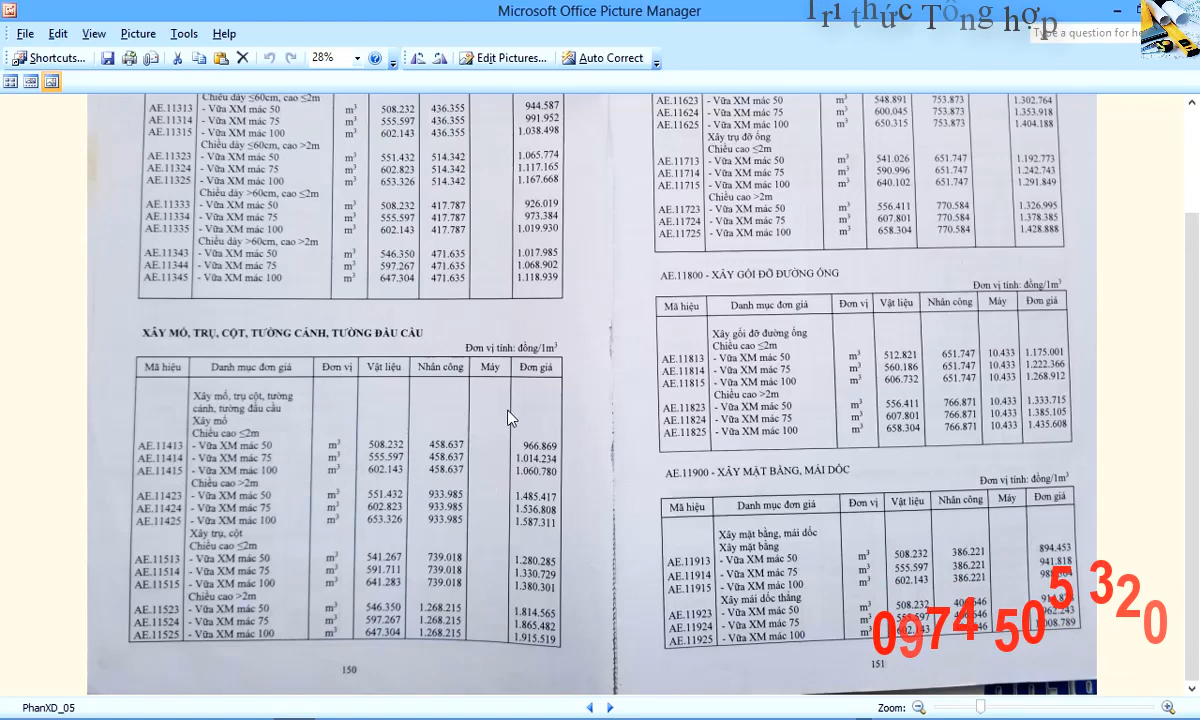 Microsoft Office Picture Manager
Tri thức Tổng hợp
File Edit View Picture Tools Help
Type a question for he
Shortcuts... 28% Edit Pictures... Auto Correct
Chiều dày ≤60cm, cao ≤2m
AE.11313 - Vữa XM mác 50 m³ 508.232 436.355 944.587
AE.11314 - Vữa XM mác 75 m³ 555.597 436.355 991.952
AE.11315 - Vữa XM mác 100 m³ 602.143 436.355 1.038.498
Chiều dày ≤60cm, cao >2m
AE.11323 - Vữa XM mác 50 m³ 551.432 514.342 1.065.774
AE.11324 - Vữa XM mác 75 m³ 602.823 514.342 1.117.165
AE.11325 - Vữa XM mác 100 m³ 653.326 514.342 1.167.668
Chiều dày >60cm, cao ≤2m
AE.11333 - Vữa XM mác 50 m³ 508.232 417.787 926.019
AE.11334 - Vữa XM mác 75 m³ 555.597 417.787 973.384
AE.11335 - Vữa XM mác 100 m³ 602.143 417.787 1.019.930
Chiều dày >60cm, cao >2m
AE.11343 - Vữa XM mác 50 m³ 546.350 471.635 1.017.985
AE.11344 - Vữa XM mác 75 m³ 597.267 471.635 1.068.902
AE.11345 - Vữa XM mác 100 m³ 647.304 471.635 1.118.939
XÂY MỐ, TRỤ, CỘT, TƯỜNG CÁNH, TƯỜNG ĐẦU CẦU
Đơn vị tính: đồng/1m³
Mã hiệu Danh mục đơn giá Đơn vị Vật liệu Nhân công Máy Đơn giá
Xây mố, trụ cột, tường
cánh, tường đầu cầu
Xây mố
Chiều cao ≤2m
AE.11413 - Vữa XM mác 50 m³ 508.232 458.637 966.869
AE.11414 - Vữa XM mác 75 m³ 555.597 458.637 1.014.234
AE.11415 - Vữa XM mác 100 m³ 602.143 458.637 1.060.780
Chiều cao >2m
AE.11423 - Vữa XM mác 50 m³ 551.432 933.985 1.485.417
AE.11424 - Vữa XM mác 75 m³ 602.823 933.985 1.536.808
AE.11425 - Vữa XM mác 100 m³ 653.326 933.985 1.587.311
Xây trụ, cột
Chiều cao ≤2m
AE.11513 - Vữa XM mác 50 m³ 541.267 739.018 1.280.285
AE.11514 - Vữa XM mác 75 m³ 591.711 739.018 1.330.729
AE.11515 - Vữa XM mác 100 m³ 641.283 739.018 1.380.301
Chiều cao >2m
AE.11523 - Vữa XM mác 50 m³ 546.350 1.268.215 1.814.565
AE.11524 - Vữa XM mác 75 m³ 597.267 1.268.215 1.865.482
AE.11525 - Vữa XM mác 100 m³ 647.304 1.268.215 1.915.519
150
AE.11623 - Vữa XM mác 50 m³ 548.891 753.873 1.302.764
AE.11624 - Vữa XM mác 75 m³ 600.045 753.873 1.353.918
AE.11625 - Vữa XM mác 100 m³ 650.315 753.873 1.404.188
Xây trụ đỡ ống
Chiều cao ≤2m
AE.11713 - Vữa XM mác 50 m³ 541.026 651.747 1.192.773
AE.11714 - Vữa XM mác 75 m³ 590.996 651.747 1.242.743
AE.11715 - Vữa XM mác 100 m³ 640.102 651.747 1.291.849
Chiều cao >2m
AE.11723 - Vữa XM mác 50 m³ 556.411 770.584 1.326.995
AE.11724 - Vữa XM mác 75 m³ 607.801 770.584 1.378.385
AE.11725 - Vữa XM mác 100 m³ 658.304 770.584 1.428.888
AE.11800 - XÂY GỐI ĐỠ ĐƯỜNG ỐNG
Đơn vị tính: đồng/1m³
Mã hiệu Danh mục đơn giá Đơn vị Vật liệu Nhân công Máy Đơn giá
Xây gối đỡ đường ống
Chiều cao ≤2m
AE.11813 - Vữa XM mác 50 m³ 512.821 651.747 10.433 1.175.001
AE.11814 - Vữa XM mác 75 m³ 560.186 651.747 10.433 1.222.366
AE.11815 - Vữa XM mác 100 m³ 606.732 651.747 10.433 1.268.912
Chiều cao >2m
AE.11823 - Vữa XM mác 50 m³ 556.411 766.871 10.433 1.333.715
AE.11824 - Vữa XM mác 75 m³ 607.801 766.871 10.433 1.385.105
AE.11825 - Vữa XM mác 100 m³ 658.304 766.871 10.433 1.435.608
AE.11900 - XÂY MẶT BẰNG, MÁI DỐC
Đơn vị tính: đồng/1m³
Mã hiệu Danh mục đơn giá Đơn vị Vật liệu Nhân công Máy Đơn giá
Xây mặt bằng, mái dốc
Xây mặt bằng
AE.11913 - Vữa XM mác 50 m³ 508.232 386.221 894.453
AE.11914 - Vữa XM mác 75 m³ 555.597 386.221 941.818
AE.11915 - Vữa XM mác 100 m³ 602.143 386.221
Xây mái dốc thẳng
AE.11923 - Vữa XM mác 50 m³ 508.232
AE.11924 - Vữa XM mác 75 m³
AE.11925 - Vữa XM mác 100 m³ 602.143 1.008.789
0974 505 320
151
PhanXD_05
Zoom: